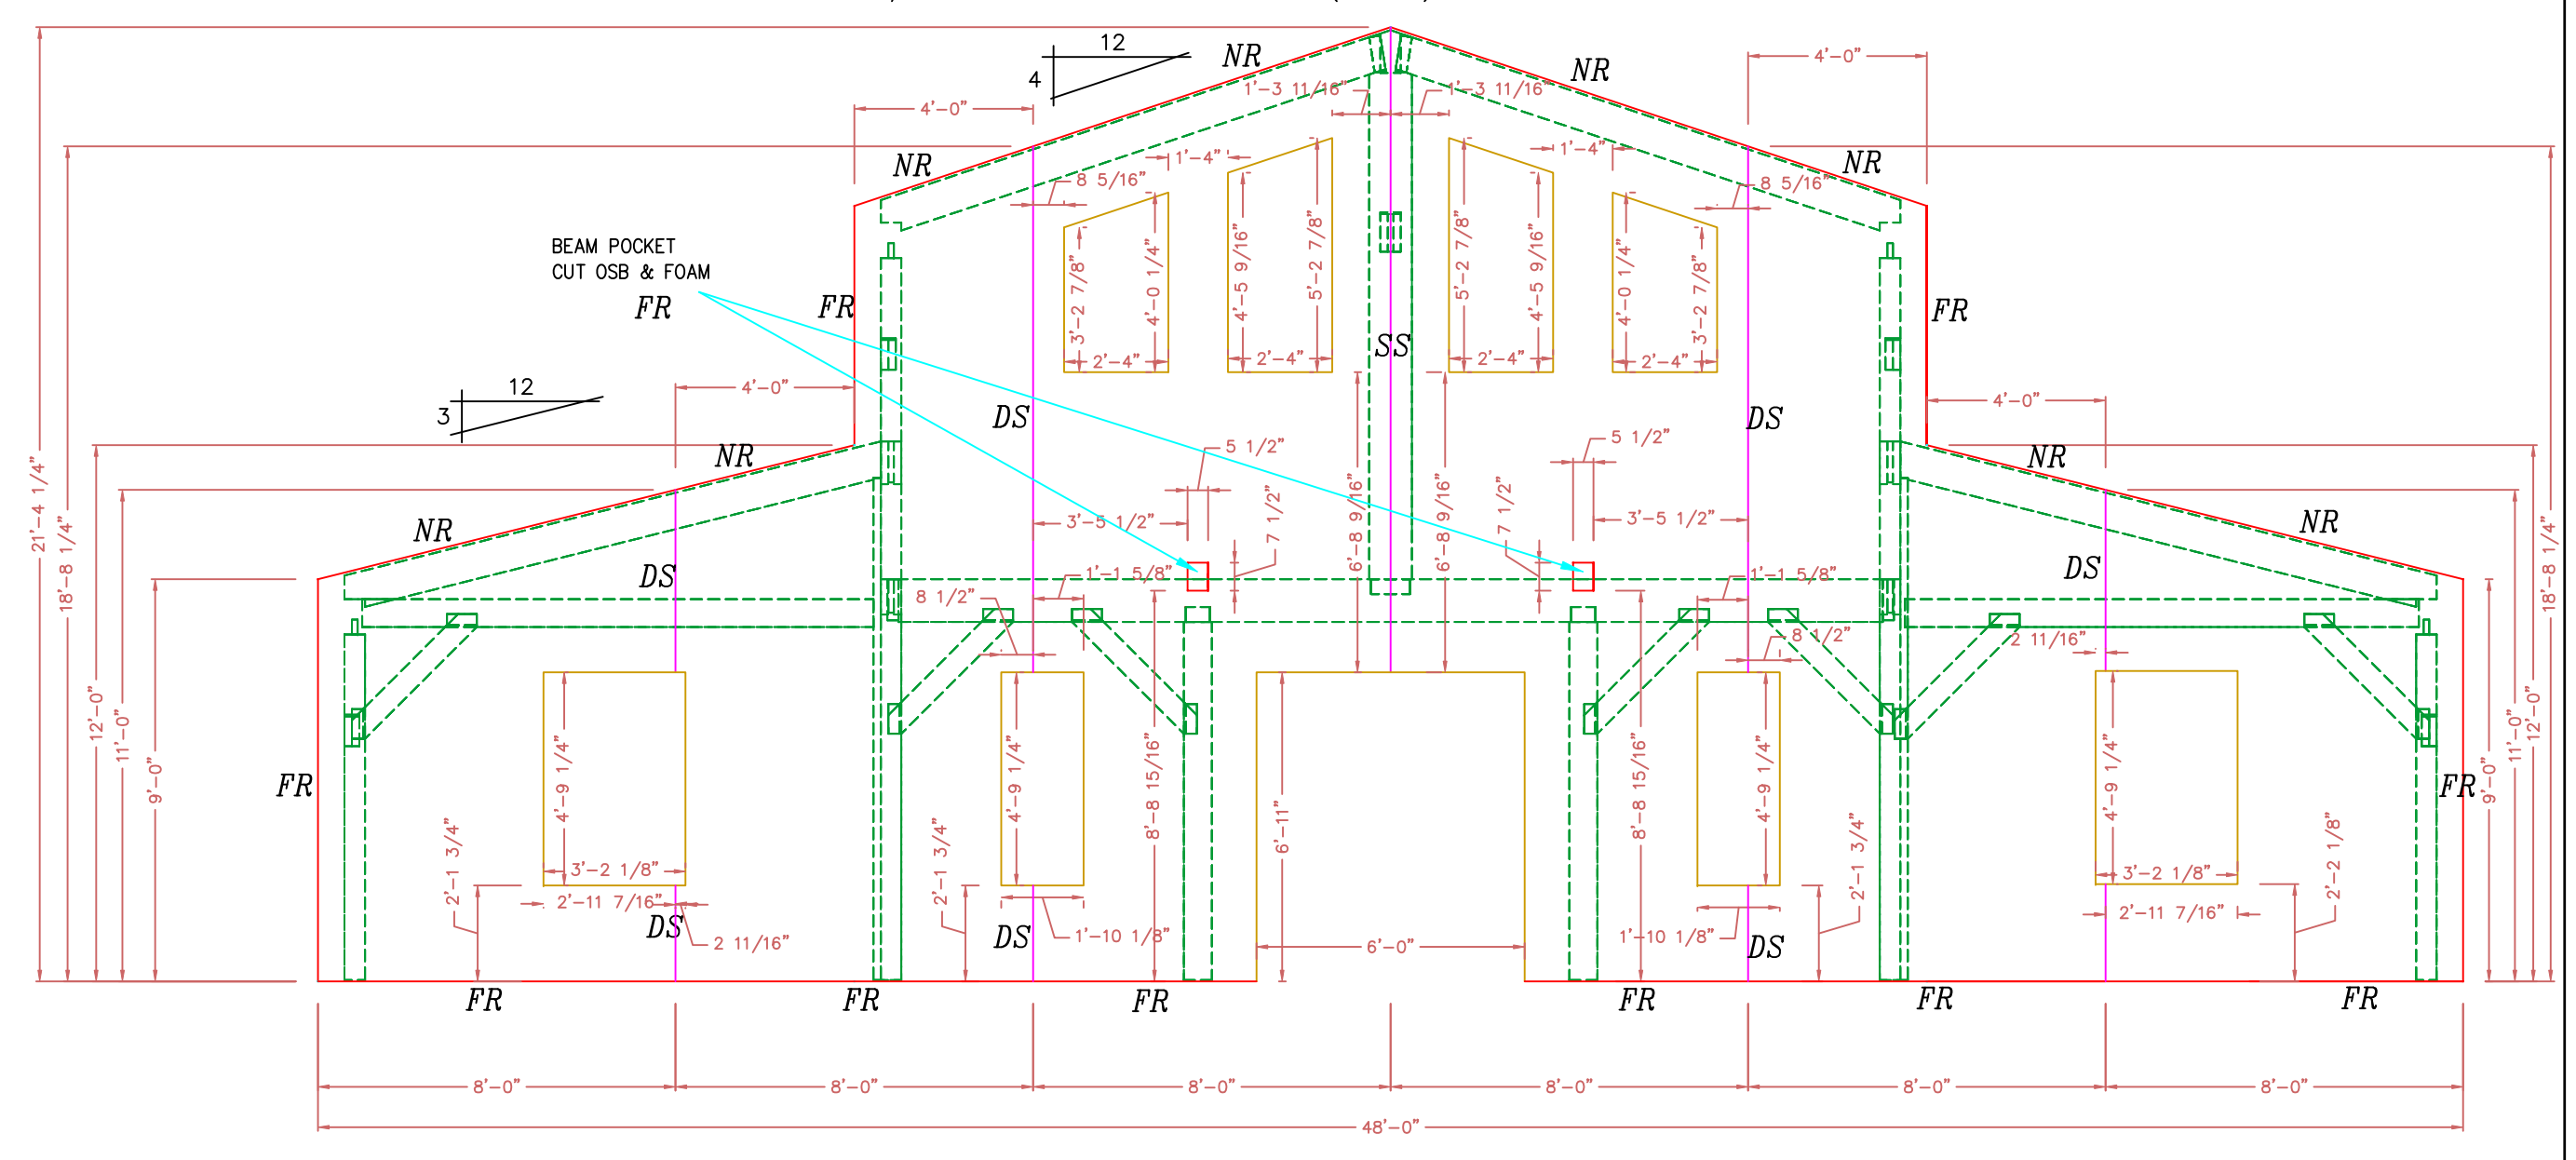 12
4
NR
NR
4'-0"
4'-0"
1'-3 11/16"
1'-3 11/16"
NR
NR
1'-4"
1'-4"
8 5/16"
8 5/16"
BEAM POCKET
CUT OSB & FOAM
FR
FR
FR
3'-2 7/8"
4'-0 1/4"
4'-5 9/16"
5'-2 7/8"
5'-2 7/8"
4'-5 9/16"
4'-0 1/4"
3'-2 7/8"
SS
2'-4"
2'-4"
2'-4"
2'-4"
12
3
4'-0"
4'-0"
DS
DS
NR
NR
5 1/2"
5 1/2"
21'-4 1/4"
18'-8 1/4"
12'-0"
11'-0"
9'-0"
NR
NR
3'-5 1/2"
7 1/2"
6'-8 9/16"
6'-8 9/16"
7 1/2"
3'-5 1/2"
18'-8 1/4"
12'-0"
11'-0"
9'-0"
DS
DS
8 1/2"
1'-1 5/8"
1'-1 5/8"
8 1/2"
2 11/16"
FR
FR
4'-9 1/4"
4'-9 1/4"
8'-8 15/16"
6'-11"
8'-8 15/16"
4'-9 1/4"
4'-9 1/4"
2'-1 3/4"
3'-2 1/8"
2'-11 7/16"
2 11/16"
DS
2'-1 3/4"
DS
1'-10 1/8"
6'-0"
1'-10 1/8"
DS
2'-1 3/4"
3'-2 1/8"
2'-11 7/16"
2'-2 1/8"
FR
FR
FR
FR
FR
FR
8'-0"
8'-0"
8'-0"
8'-0"
8'-0"
8'-0"
48'-0"